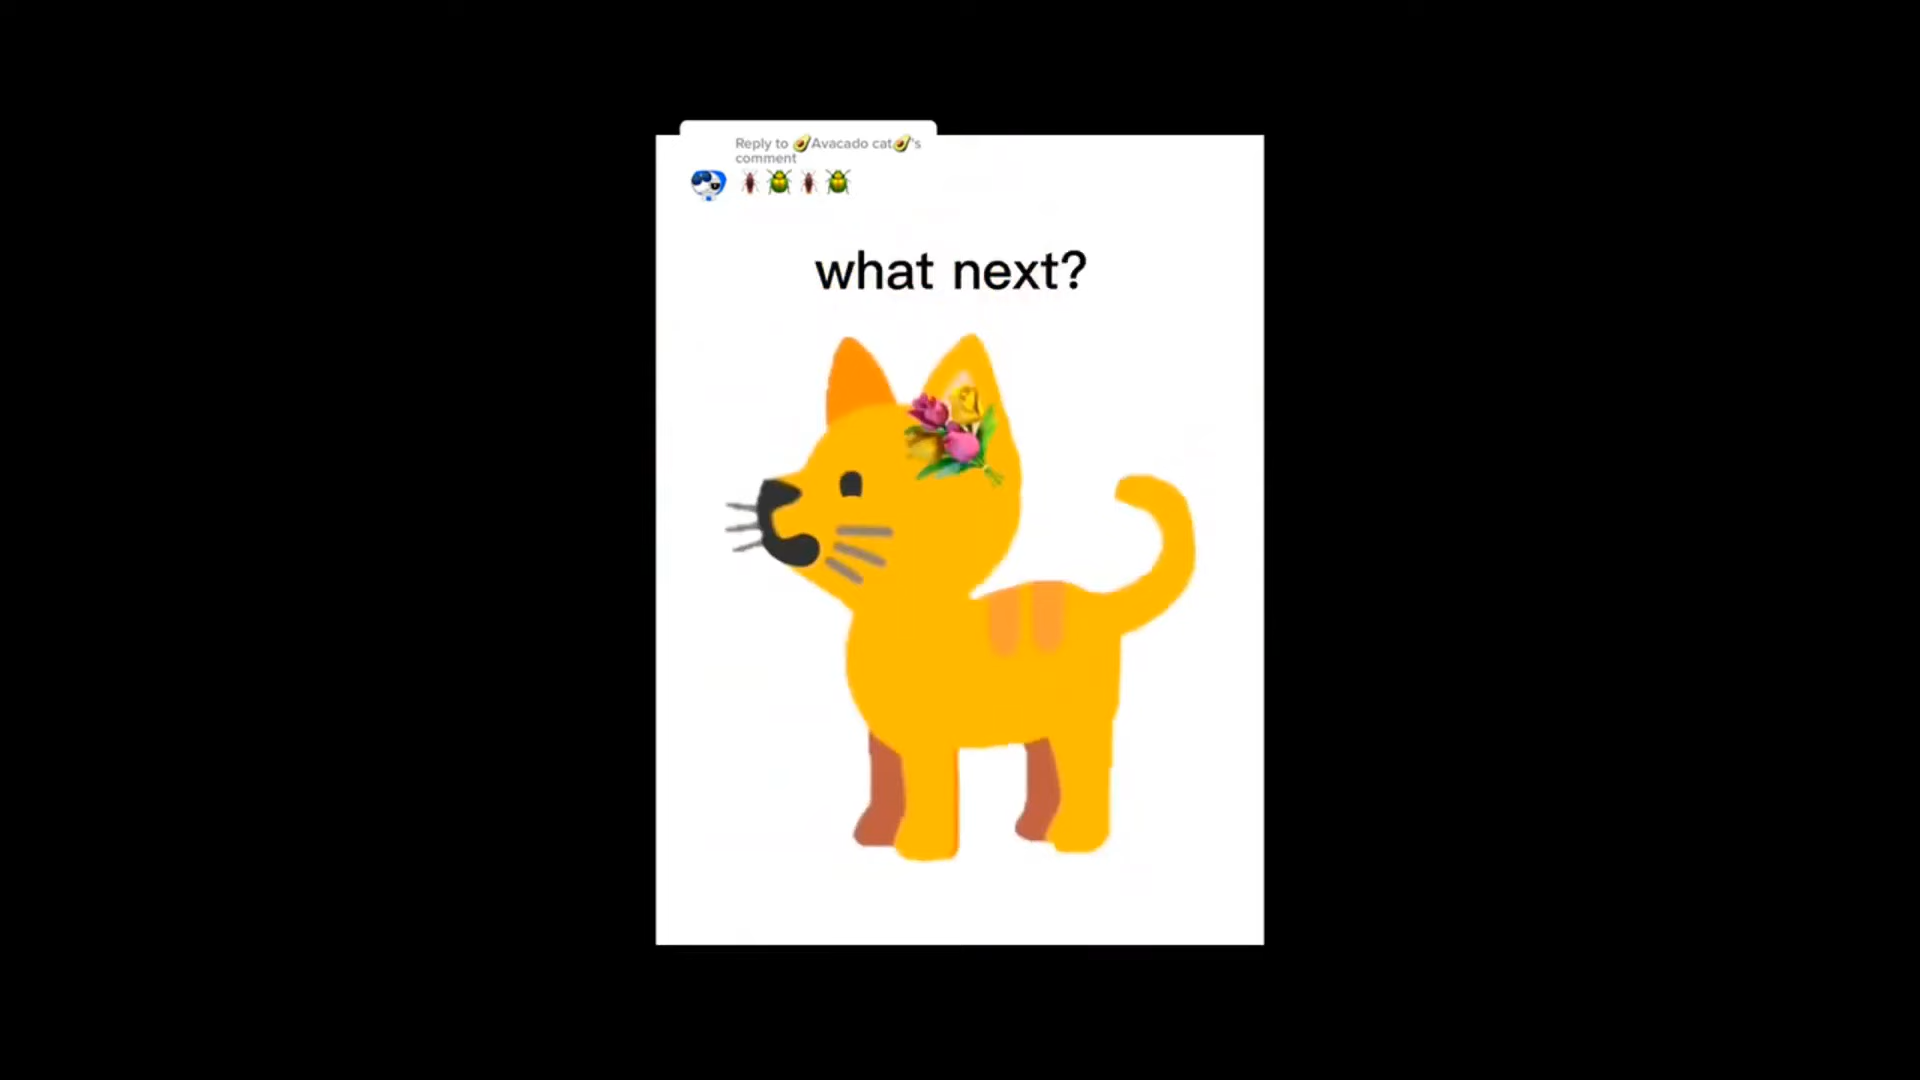 Reply to 🥑Avacado cat🥑's
comment
🪳🪲🪳🪲
what next?